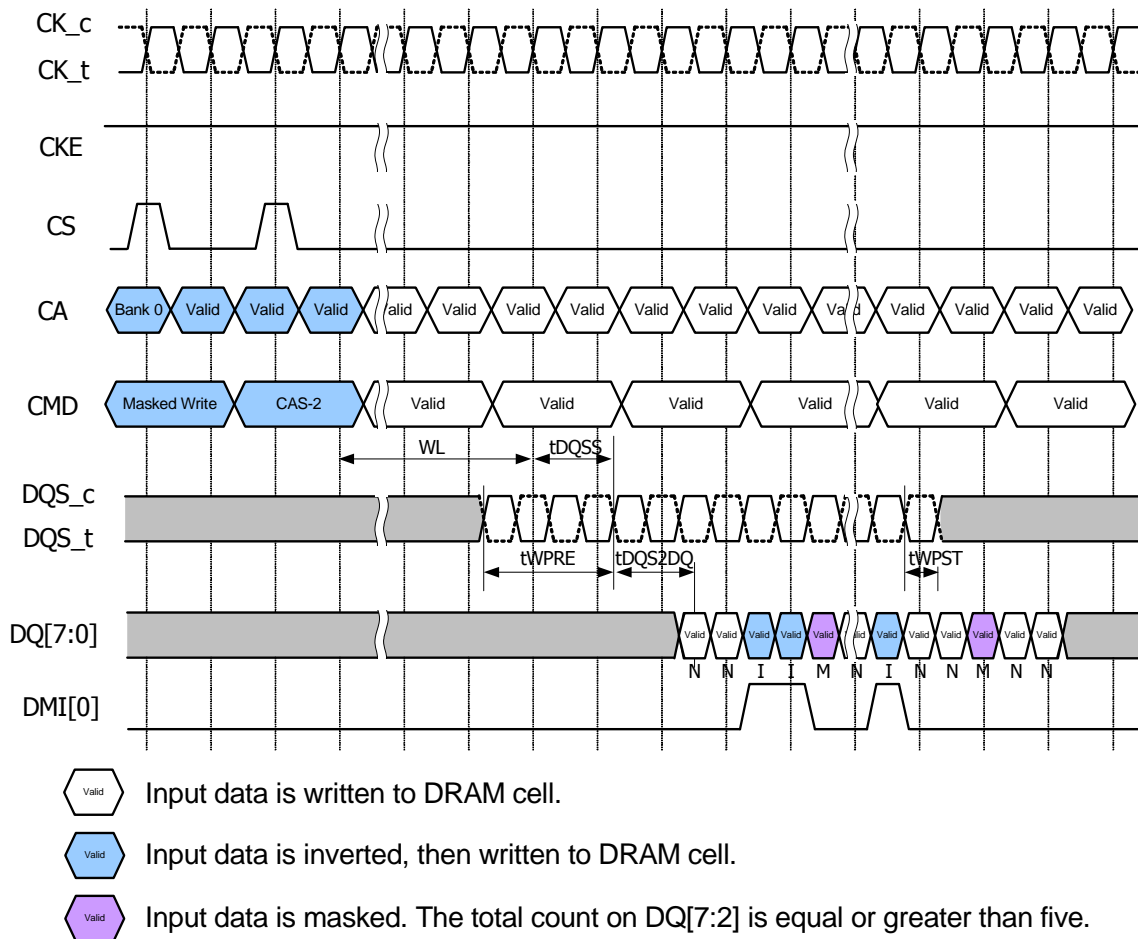 CK_c
CK_t
CKE
CS
CA Bank 0 Valid Valid Valid Valid Valid Valid Valid Valid Valid Valid Valid Valid Valid Valid Valid
CMD Masked Write CAS-2 Valid Valid Valid Valid Valid Valid
WL tDQSS
DQS_c
DQS_t
tWPRE tDQS2DQ tWPST
DQ[7:0] Valid Valid Valid Valid Valid Valid Valid Valid Valid Valid Valid Valid
N N I I M N I N N M N N
DMI[0]
Valid Input data is written to DRAM cell.
Valid Input data is inverted, then written to DRAM cell.
Valid Input data is masked. The total count on DQ[7:2] is equal or greater than five.